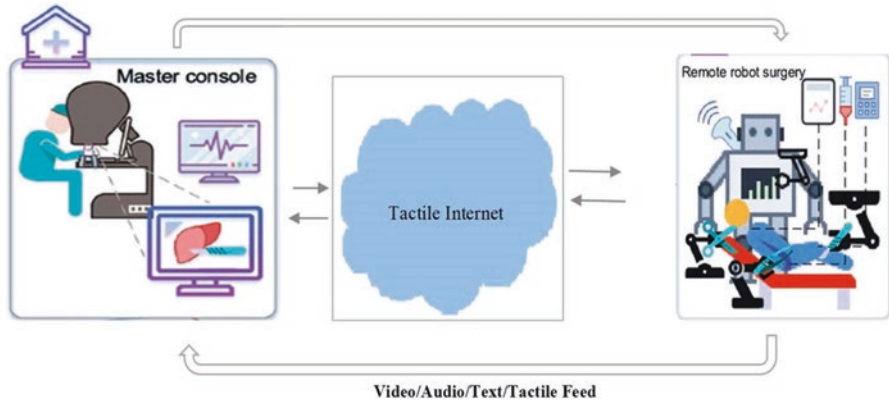 Master console
Remote robot surgery
Tactile Internet
Video/Audio/Text/Tactile Feed